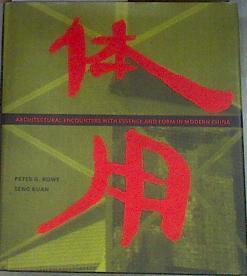 体
ARCHITECTURAL ENCOUNTERS WITH ESSENCE AND FORM IN MODERN CHINA
PETER G. ROWE
SENG KUAN
用